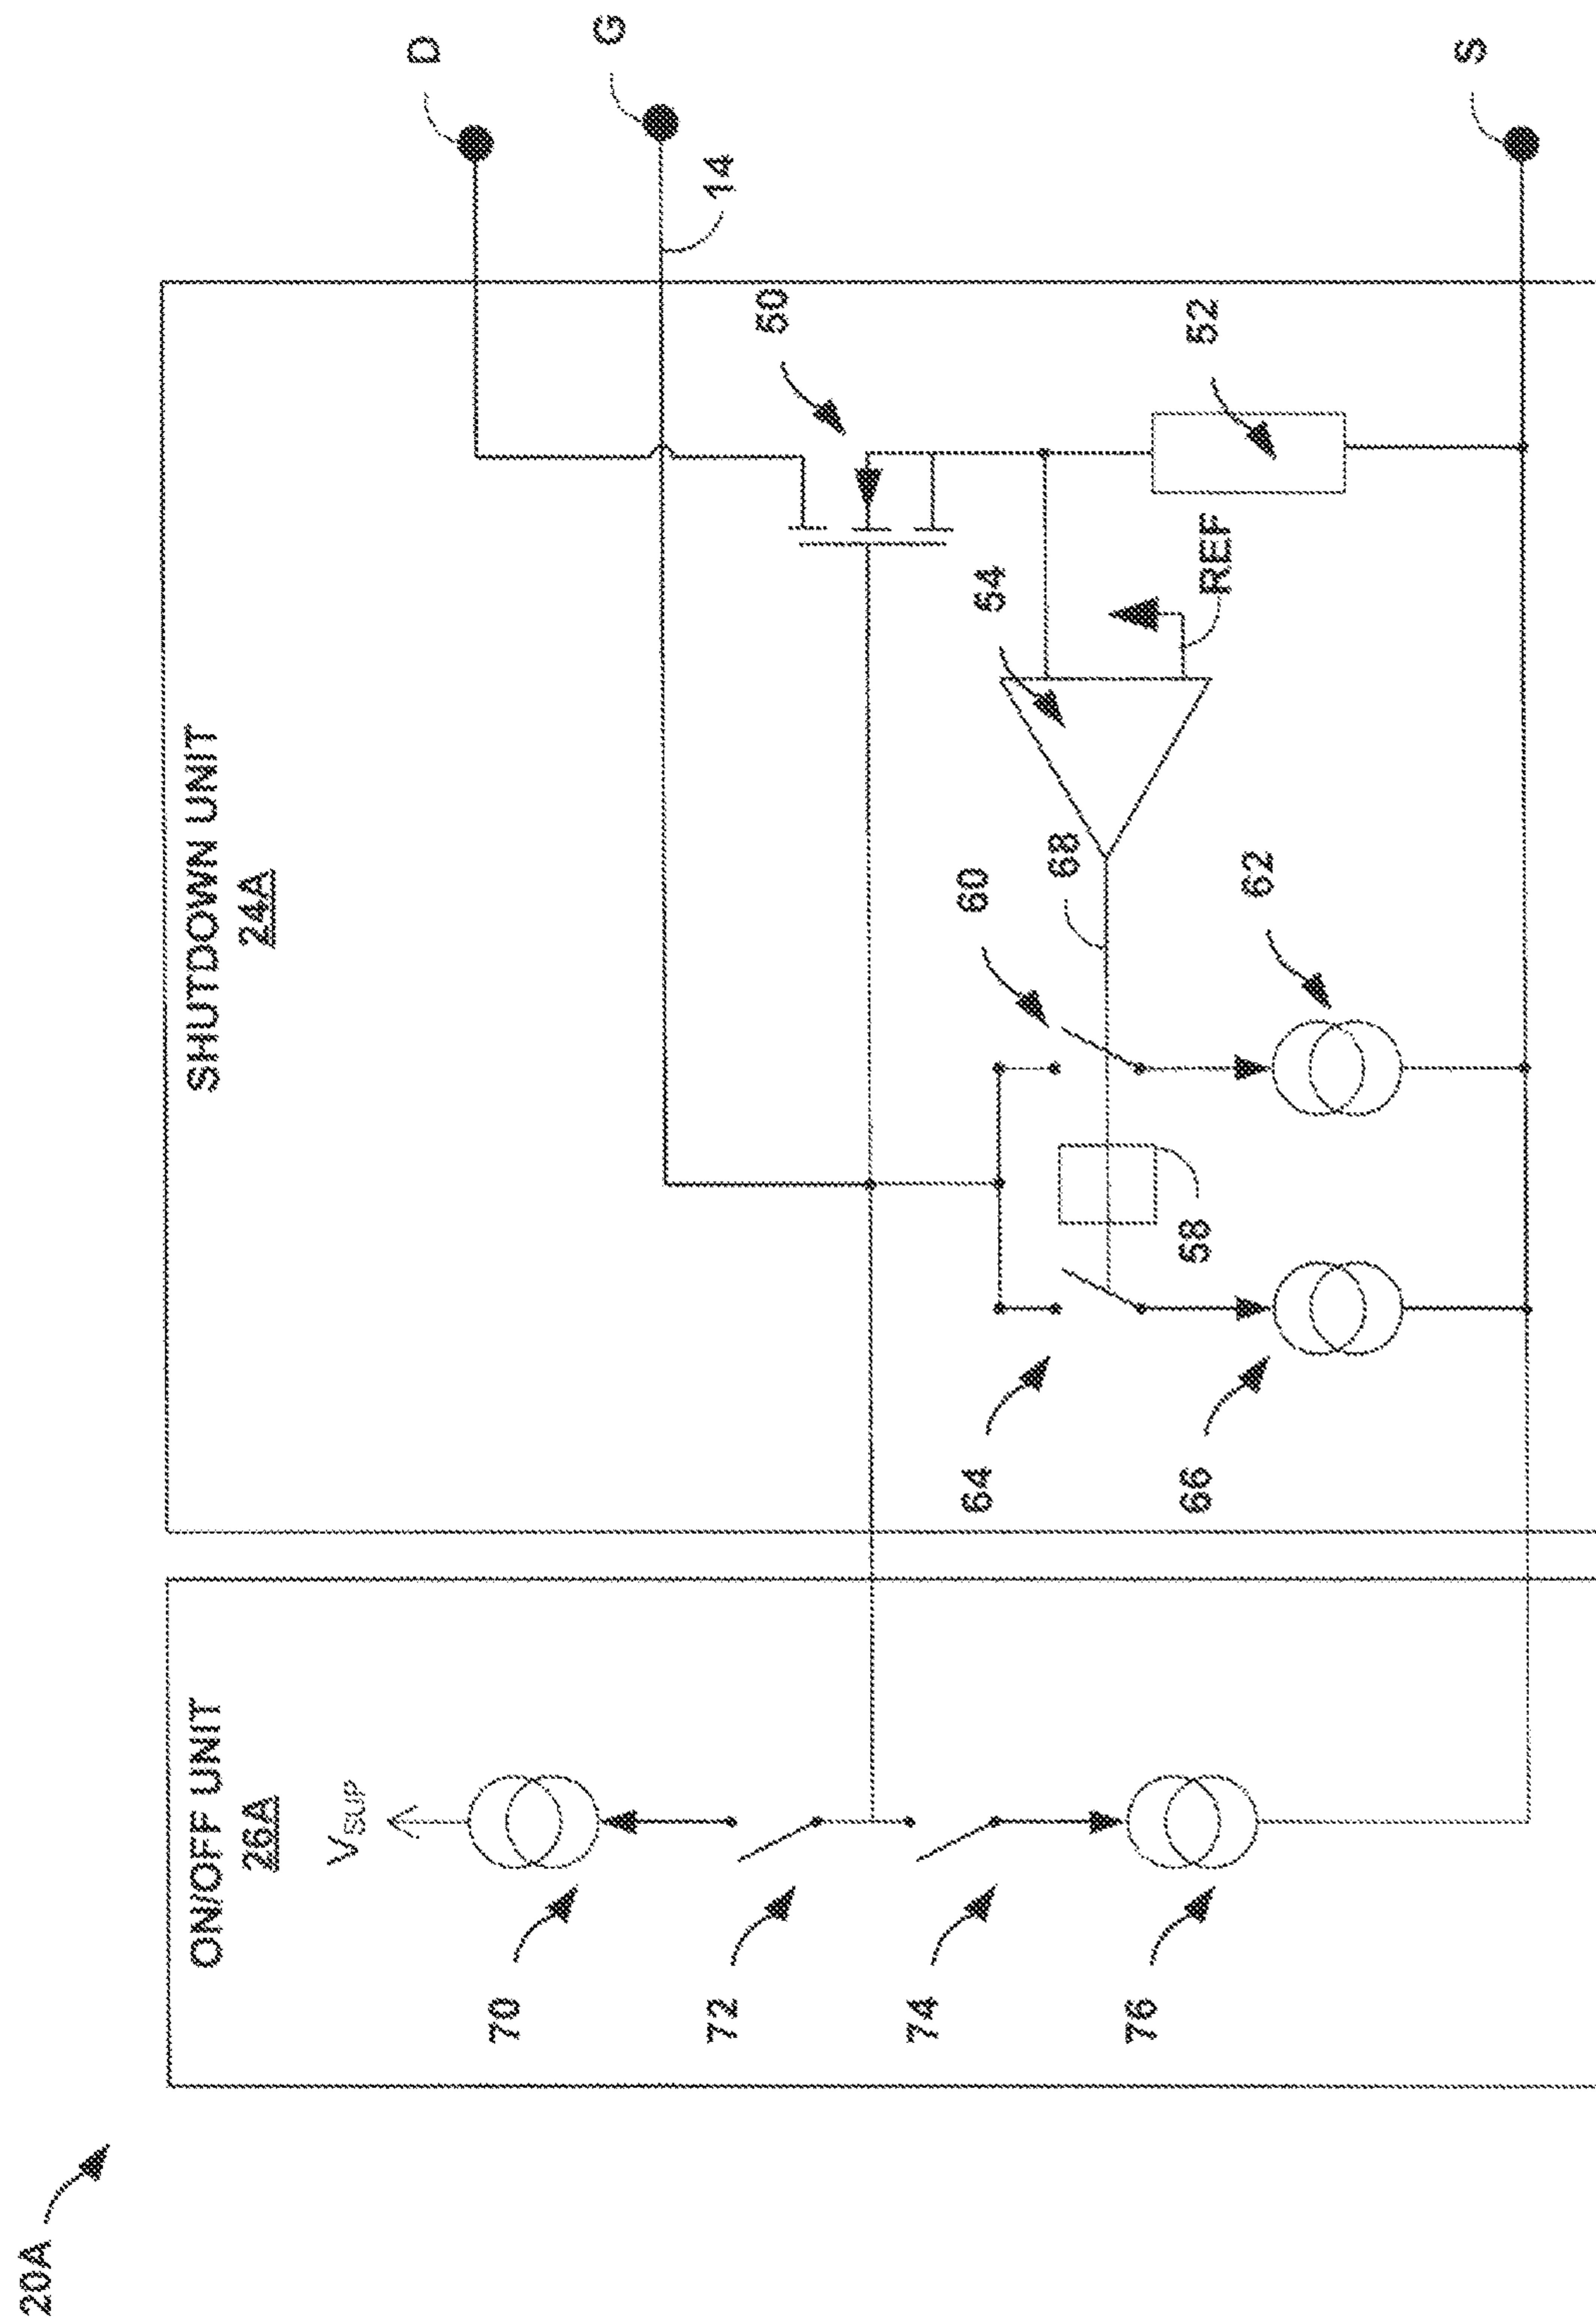 20A
ON/OFF UNIT
26A
V_SUP
70
72
74
76
SHUTDOWN UNIT
24A
D
G
14
50
54
60
68
64
52
REF
62
58
66
S